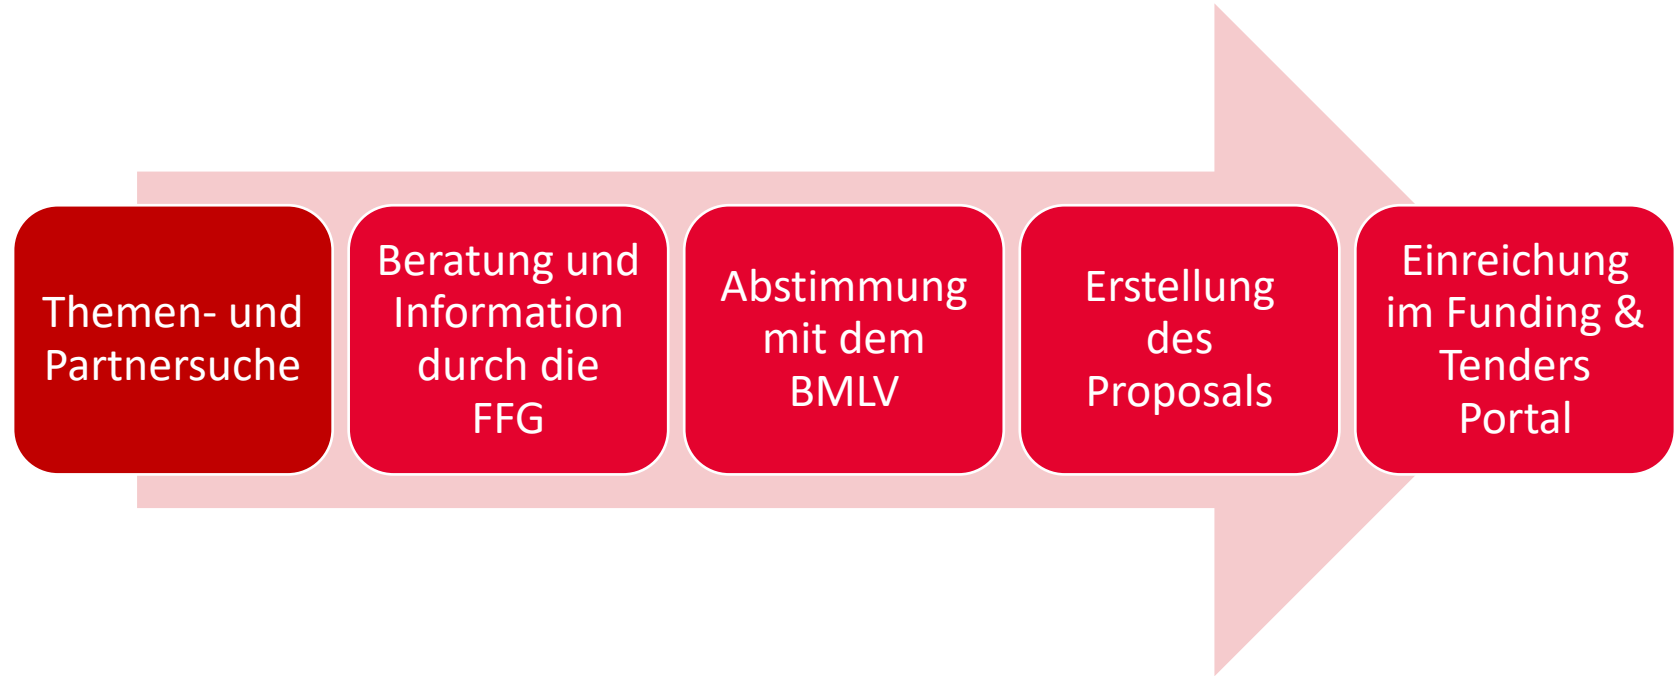 Themen- und
Partnersuche
Beratung und
Information
durch die
FFG
Abstimmung
mit dem
BMLV
Erstellung
des
Proposals
Einreichung
im Funding &
Tenders
Portal